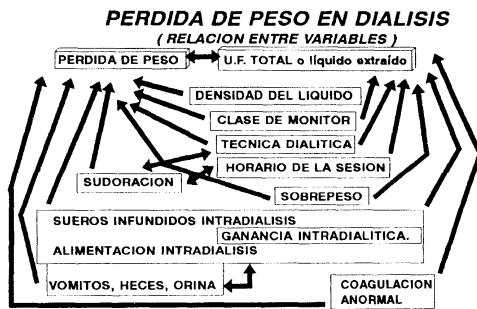 PERDIDA DE PESO EN DIALISIS
( RELACION ENTRE VARIABLES )
PERDIDA DE PESO
U.F. TOTAL o líquido extraído
DENSIDAD DEL LIQUIDO
CLASE DE MONITOR
TECNICA DIALITICA
HORARIO DE LA SESION
SUDORACION
SOBREPESO
SUEROS INFUNDIDOS INTRADIALISIS
GANANCIA INTRADIALITICA.
ALIMENTACION INTRADIALISIS
VOMITOS, HECES, ORINA
COAGULACION
ANORMAL